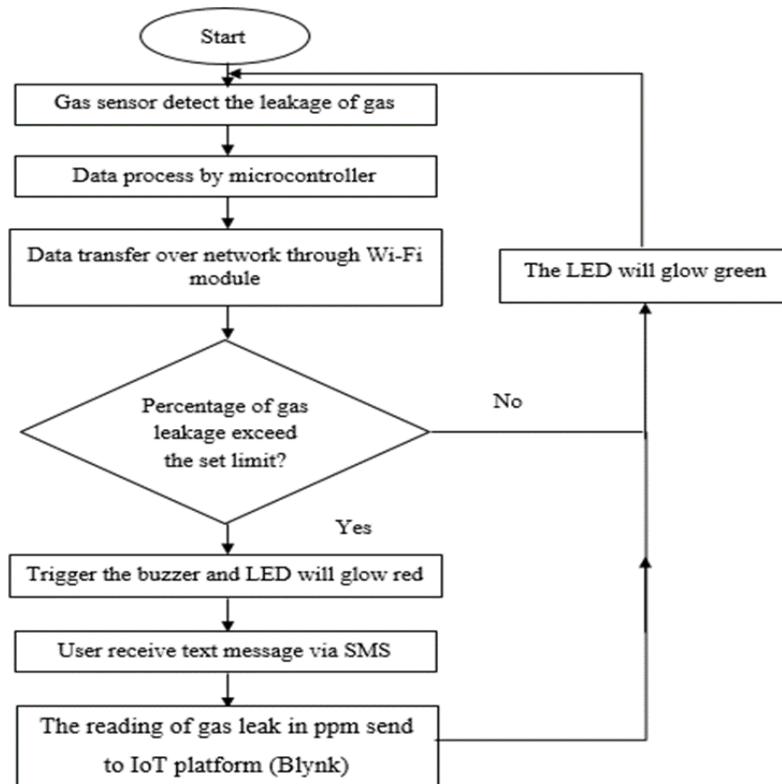 Start
Gas sensor detect the leakage of gas
Data process by microcontroller
Data transfer over network through Wi-Fi
module
The LED will glow green
Percentage of gas
leakage exceed
the set limit?
No
Yes
Trigger the buzzer and LED will glow red
User receive text message via SMS
The reading of gas leak in ppm send
to IoT platform (Blynk)